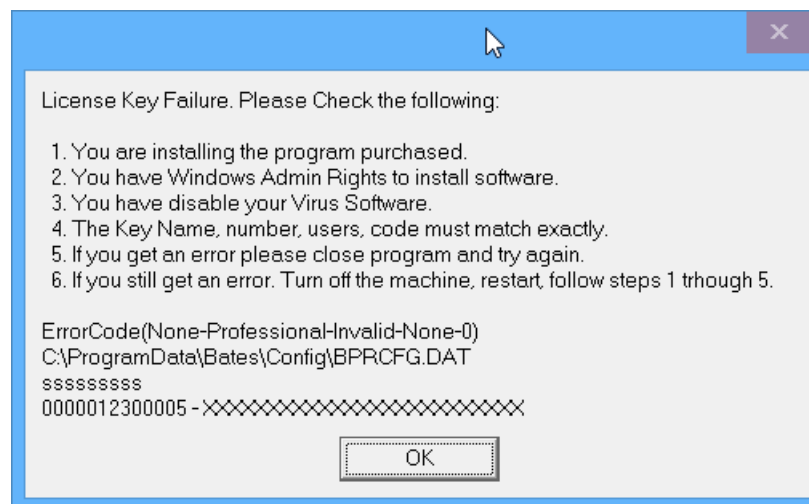 License Key Failure. Please Check the following:
1. You are installing the program purchased.
2. You have Windows Admin Rights to install software.
3. You have disable your Virus Software.
4. The Key Name, number, users, code must match exactly.
5. If you get an error please close program and try again.
6. If you still get an error. Turn off the machine, restart, follow steps 1 trhough 5.
ErrorCode(None-Professional-Invalid-None-0)
C:\ProgramData\Bates\Config\BPRCFG.DAT
sssssssss
0000012300005 - XXXXXXXXXXXXXXXXXXXXXXXXX
OK